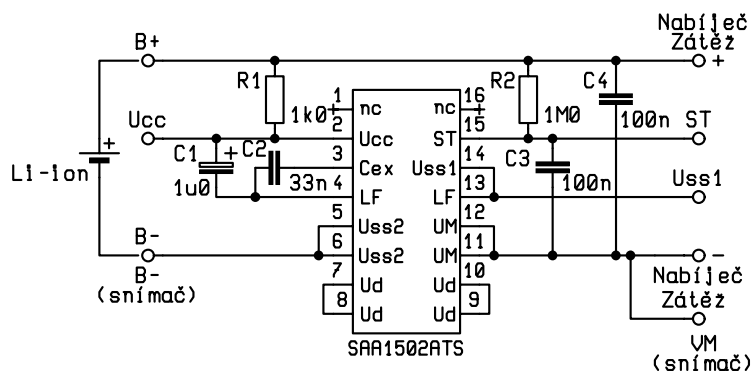 Nabíječ
Zátěž
B+
+
R1
1k0
1
nc
nc
16
R2
1M0
C4
100n
Ucc
2
Ucc
ST
15
ST
C1
+
1u0
C2
33n
3
Cex
Uss1
14
C3
100n
Li-ion
+
4
LF
LF
13
Uss1
5
Uss2
UM
12
6
Uss2
UM
11
B-
B-
(snímač)
7
Ud
Ud
10
8
Ud
Ud
9
-
Nabíječ
Zátěž
SAA1502ATS
VM
(snímač)